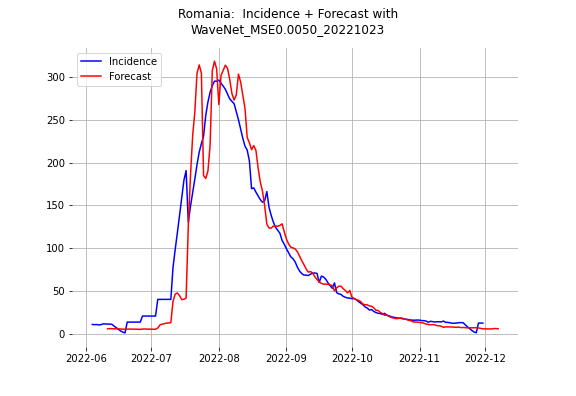 Romania:  Incidence + Forecast with
WaveNet_MSE0.0050_20221023
Incidence
Forecast
300
250
200
150
100
50
0
2022-06 2022-07 2022-08 2022-09 2022-10 2022-11 2022-12